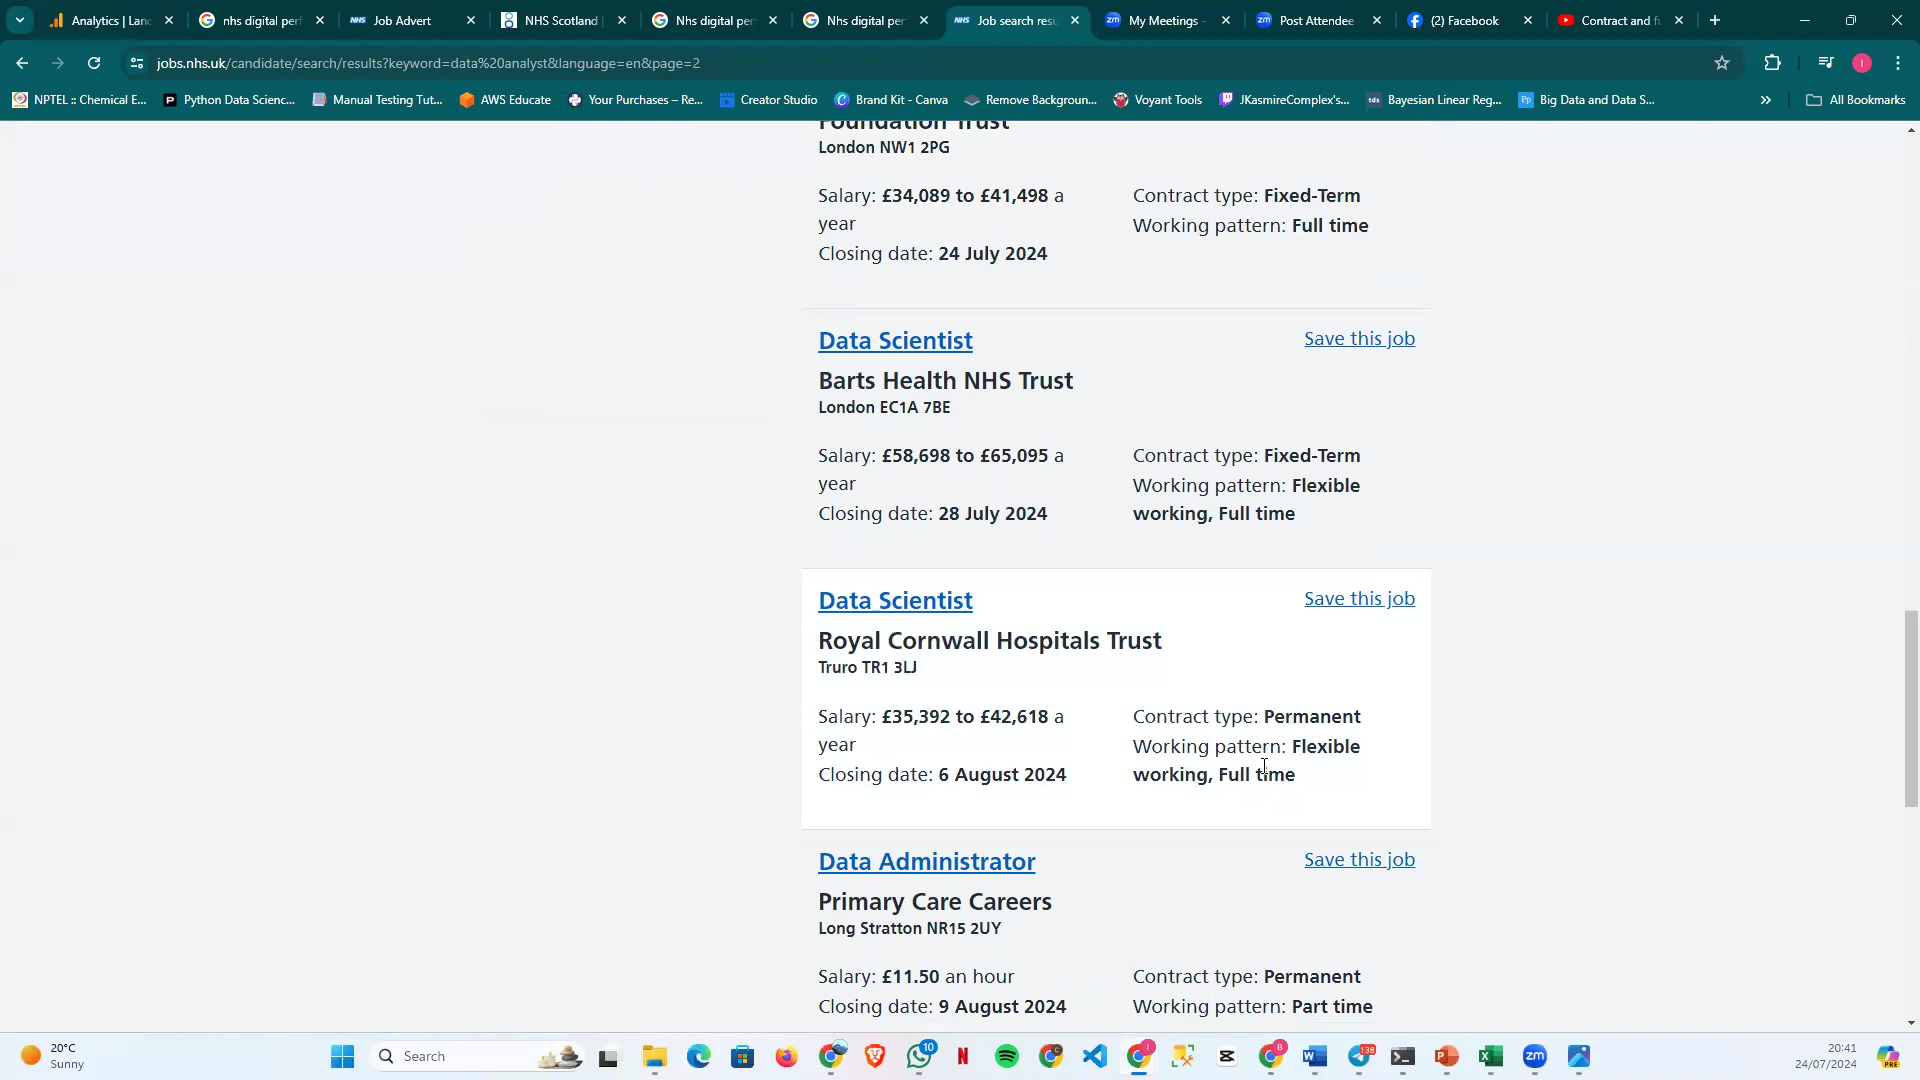 Analytics | Lanc
nhs digital perf
Job Advert
NHS Scotland |
Nhs digital per
Nhs digital per
Job search resu
My Meetings -
Post Attendee
(2) Facebook
Contract and fu
jobs.nhs.uk/candidate/search/results?keyword=data%20analyst&language=en&page=2
NPTEL :: Chemical E...
Python Data Scienc...
Manual Testing Tut...
AWS Educate
Your Purchases – Re...
Creator Studio
Brand Kit - Canva
Remove Backgroun...
Voyant Tools
JKasmireComplex's...
Bayesian Linear Reg...
Big Data and Data S...
All Bookmarks
Foundation Trust
London NW1 2PG
Salary: £34,089 to £41,498 a
year
Closing date: 24 July 2024
Contract type: Fixed-Term
Working pattern: Full time
Data Scientist
Save this job
Barts Health NHS Trust
London EC1A 7BE
Salary: £58,698 to £65,095 a
year
Closing date: 28 July 2024
Contract type: Fixed-Term
Working pattern: Flexible
working, Full time
Data Scientist
Save this job
Royal Cornwall Hospitals Trust
Truro TR1 3LJ
Salary: £35,392 to £42,618 a
year
Closing date: 6 August 2024
Contract type: Permanent
Working pattern: Flexible
working, Full time
Data Administrator
Save this job
Primary Care Careers
Long Stratton NR15 2UY
Salary: £11.50 an hour
Closing date: 9 August 2024
Contract type: Permanent
Working pattern: Part time
20°C
Sunny
Search
10
138
20:41
24/07/2024